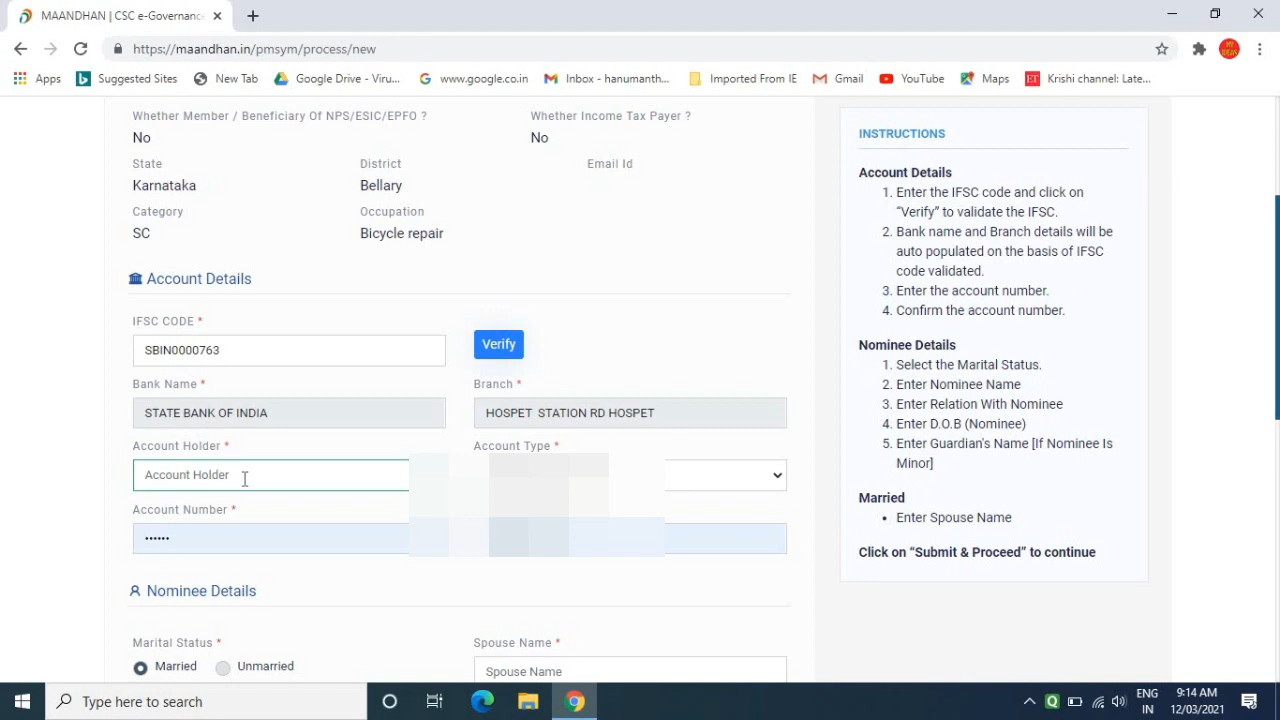 MAANDHAN | CSC e-Governance
https://maandhan.in/pmsym/process/new
Apps Suggested Sites New Tab Google Drive - Viru... www.google.co.in Inbox - hanumanth... Imported From IE Gmail YouTube Maps Krishi channel: Late...
Whether Member / Beneficiary Of NPS/ESIC/EPFO ? Whether Income Tax Payer ?
No No
State District Email Id
Karnataka Bellary
Category Occupation
SC Bicycle repair
Account Details
IFSC CODE *
SBIN0000763 Verify
Bank Name * Branch *
STATE BANK OF INDIA HOSPET STATION RD HOSPET
Account Holder * Account Type *
Account Holder
Account Number *
••••••
Nominee Details
Marital Status * Spouse Name *
Married Unmarried Spouse Name
INSTRUCTIONS
Account Details
1. Enter the IFSC code and click on
“Verify” to validate the IFSC.
2. Bank name and Branch details will be
auto populated on the basis of IFSC
code validated.
3. Enter the account number.
4. Confirm the account number.
Nominee Details
1. Select the Marital Status.
2. Enter Nominee Name
3. Enter Relation With Nominee
4. Enter D.O.B (Nominee)
5. Enter Guardian's Name [If Nominee Is
Minor]
Married
• Enter Spouse Name
Click on “Submit & Proceed” to continue
Type here to search
ENG 9:14 AM
IN 12/03/2021